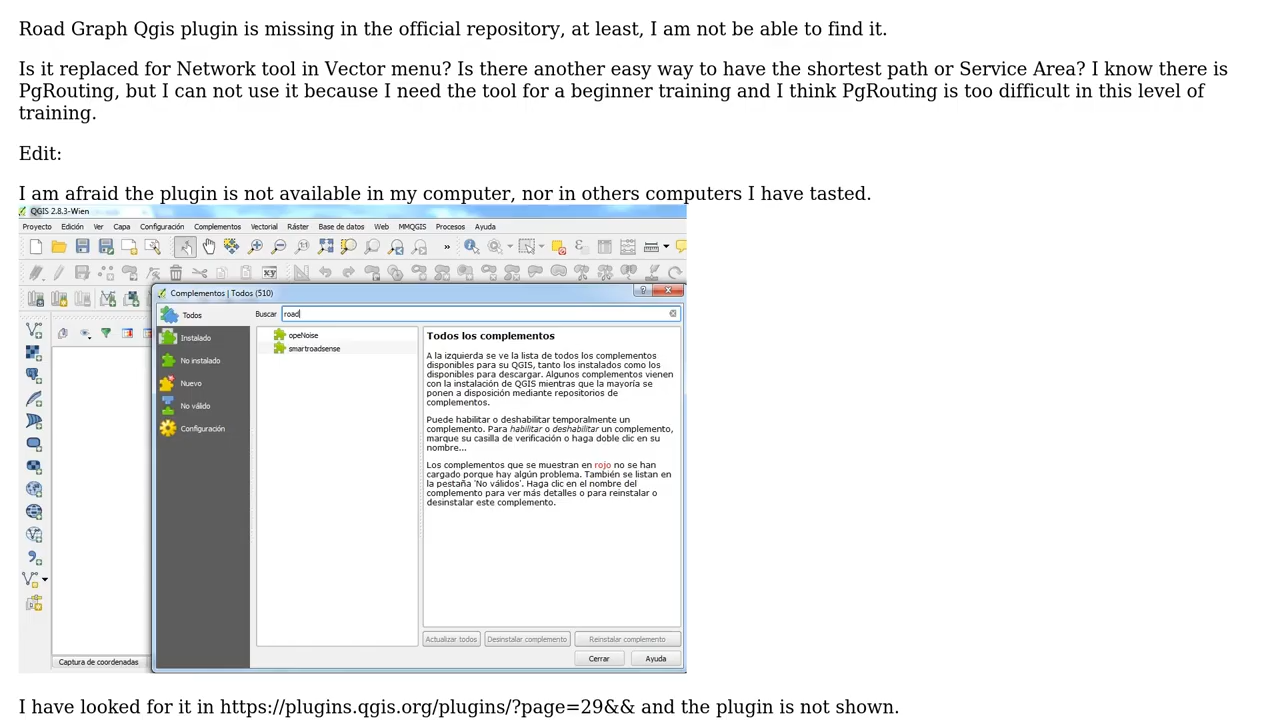 Road Graph Qgis plugin is missing in the official repository, at least, I am not be able to find it.
Is it replaced for Network tool in Vector menu? Is there another easy way to have the shortest path or Service Area? I know there is
PgRouting, but I can not use it because I need the tool for a beginner training and I think PgRouting is too difficult in this level of
training.
Edit:
I am afraid the plugin is not available in my computer, nor in others computers I have tasted.
QGIS 2.8.3-Wien
Proyecto Edición Ver Capa Configuración Complementos Vectorial Ráster Base de datos Web MMQGIS Procesos Ayuda
Complementos | Todos (510)
Todos
Buscar road
Instalado
No instalado
Nuevo
No válido
Configuración
opeNoise
smartroadsense
Todos los complementos
A la izquierda se ve la lista de todos los complementos
disponibles para su QGIS, tanto los instalados como los
disponibles para descargar. Algunos complementos vienen
con la instalación de QGIS mientras que la mayoría se
ponen a disposición mediante repositorios de
complementos.
Puede habilitar o deshabilitar temporalmente un
complemento. Para habilitar o deshabilitar un complemento,
marque su casilla de verificación o haga doble clic en su
nombre...
Los complementos que se muestran en rojo no se han
cargado porque hay algún problema. También se listan en
la pestaña 'No válidos'. Haga clic en el nombre del
complemento para ver más detalles o para reinstalar o
desinstalar este complemento.
Actualizar todos Desinstalar complemento Reinstalar complemento
Cerrar Ayuda
Captura de coordenadas
I have looked for it in https://plugins.qgis.org/plugins/?page=29&& and the plugin is not shown.